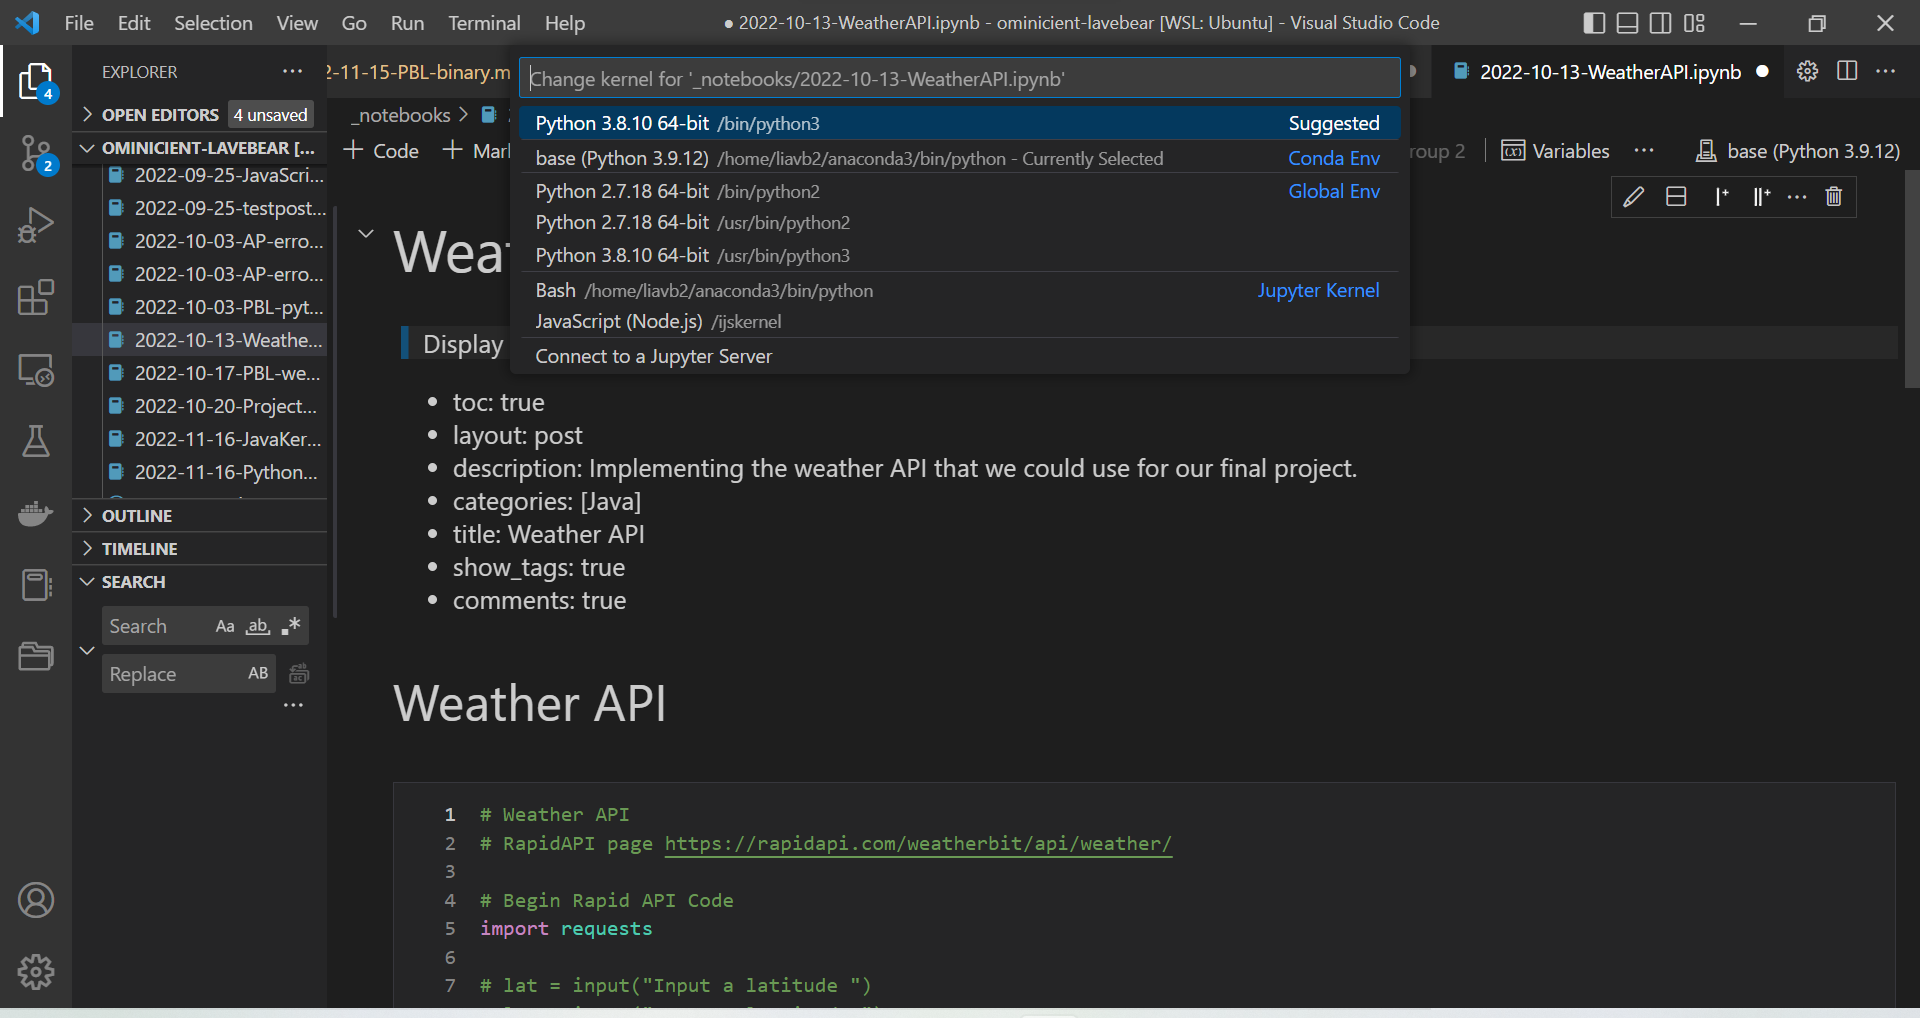 File Edit Selection View Go Run Terminal Help
● 2022-10-13-WeatherAPI.ipynb - ominicient-lavebear [WSL: Ubuntu] - Visual Studio Code
4
2
EXPLORER ···
OPEN EDITORS 4 unsaved
OMINICIENT-LAVEBEAR [...
2022-09-25-JavaScri...
2022-09-25-testpost...
2022-10-03-AP-erro...
2022-10-03-AP-erro...
2022-10-03-PBL-pyt...
2022-10-13-Weathe...
2022-10-17-PBL-we...
2022-10-20-Project...
2022-11-16-JavaKer...
2022-11-16-Python...
OUTLINE
TIMELINE
SEARCH
Search Aa ab .*
Replace AB
···
2-11-15-PBL-binary.m
2022-10-13-WeatherAPI.ipynb ●
_notebooks >
+ Code + Marl
roup 2
Variables ···
base (Python 3.9.12)
Change kernel for '_notebooks/2022-10-13-WeatherAPI.ipynb'
Python 3.8.10 64-bit /bin/python3 Suggested
base (Python 3.9.12) /home/liavb2/anaconda3/bin/python - Currently Selected Conda Env
Python 2.7.18 64-bit /bin/python2 Global Env
Python 2.7.18 64-bit /usr/bin/python2
Python 3.8.10 64-bit /usr/bin/python3
Bash /home/liavb2/anaconda3/bin/python Jupyter Kernel
JavaScript (Node.js) /ijskernel
Connect to a Jupyter Server
Weat
Display
• toc: true
• layout: post
• description: Implementing the weather API that we could use for our final project.
• categories: [Java]
• title: Weather API
• show_tags: true
• comments: true
Weather API
1 # Weather API
2 # RapidAPI page https://rapidapi.com/weatherbit/api/weather/
3
4 # Begin Rapid API Code
5 import requests
6
7 # lat = input("Input a latitude ")